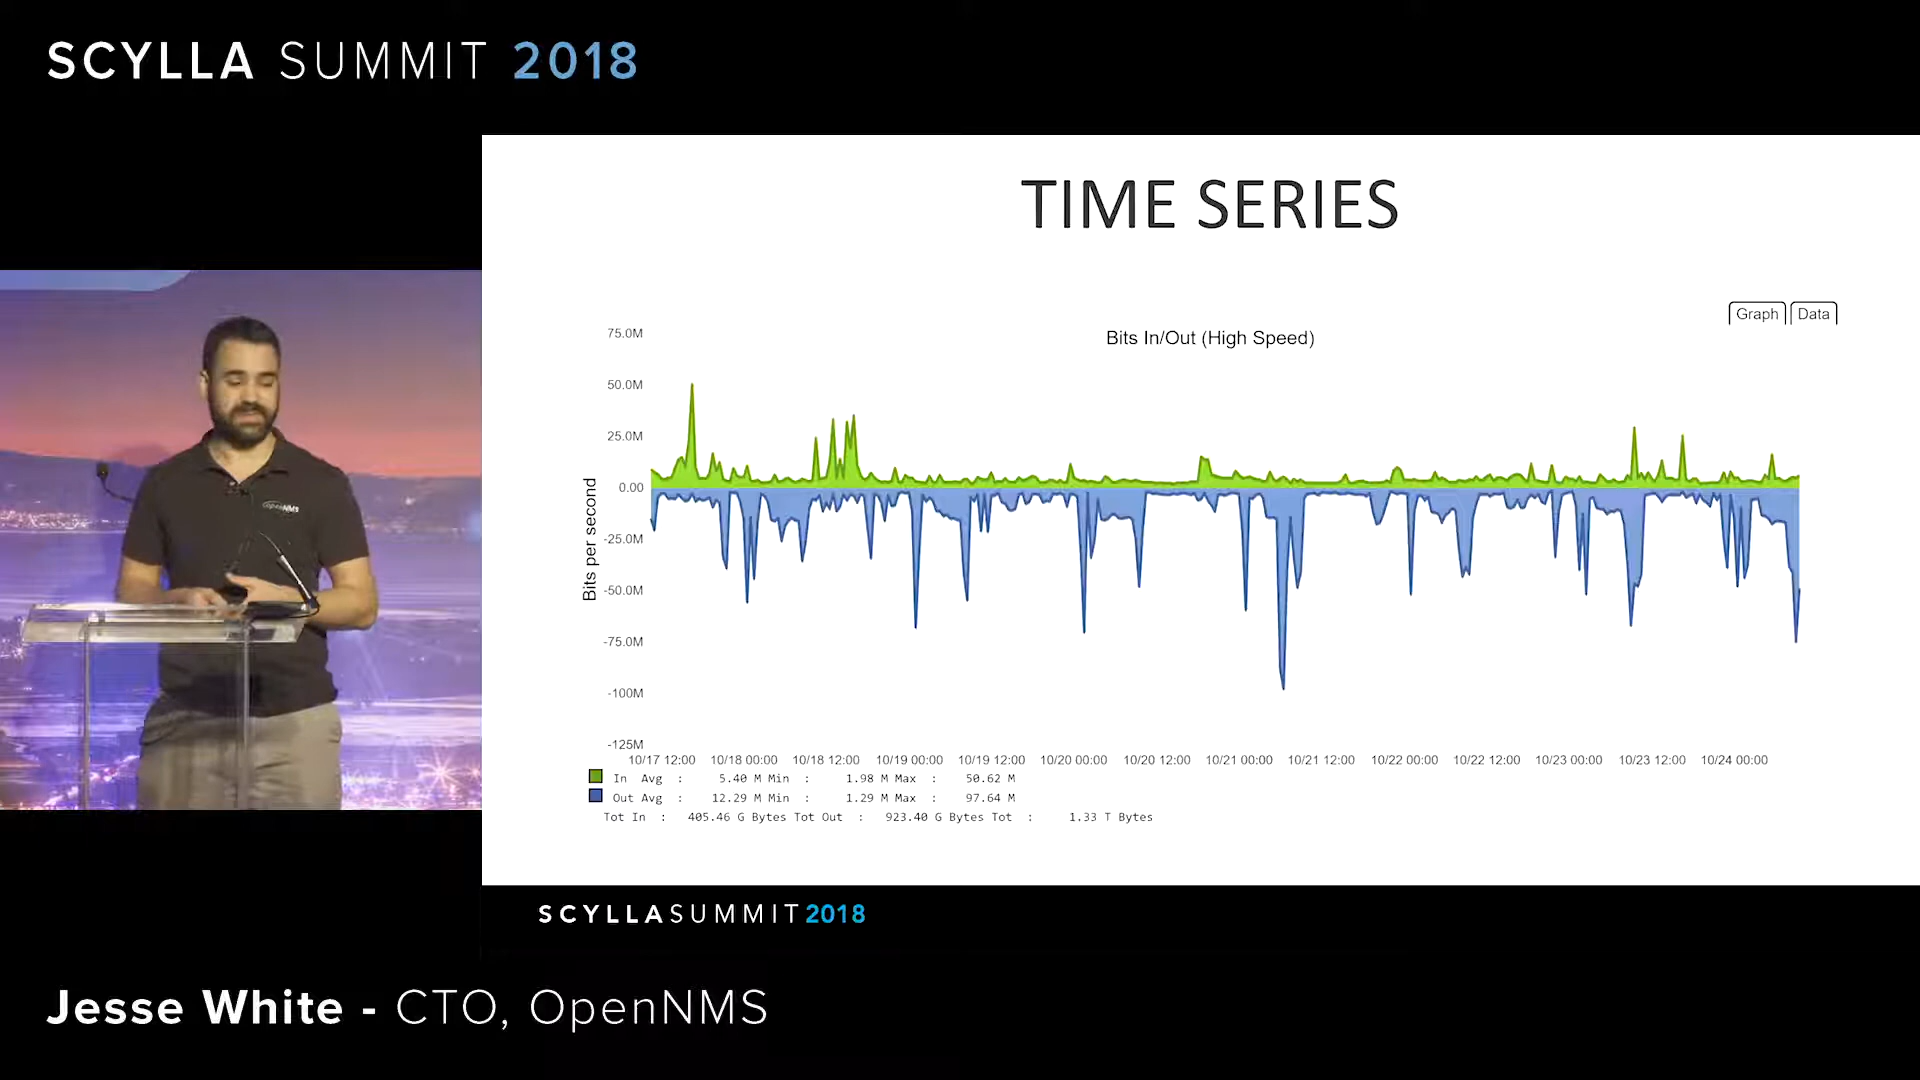 SCYLLA SUMMIT 2018
TIME SERIES
Graph Data
Bits In/Out (High Speed)
75.0M
50.0M
25.0M
0.00
-25.0M
-50.0M
-75.0M
-100M
-125M
Bits per second
10/17 12:00 10/18 00:00 10/18 12:00 10/19 00:00 10/19 12:00 10/20 00:00 10/20 12:00 10/21 00:00 10/21 12:00 10/22 00:00 10/22 12:00 10/23 00:00 10/23 12:00 10/24 00:00
In Avg : 5.40 M Min : 1.98 M Max : 50.62 M
Out Avg : 12.29 M Min : 1.29 M Max : 97.64 M
Tot In : 405.46 G Bytes Tot Out : 923.40 G Bytes Tot : 1.33 T Bytes
OpenNMS
SCYLLASUMMIT2018
Jesse White - CTO, OpenNMS